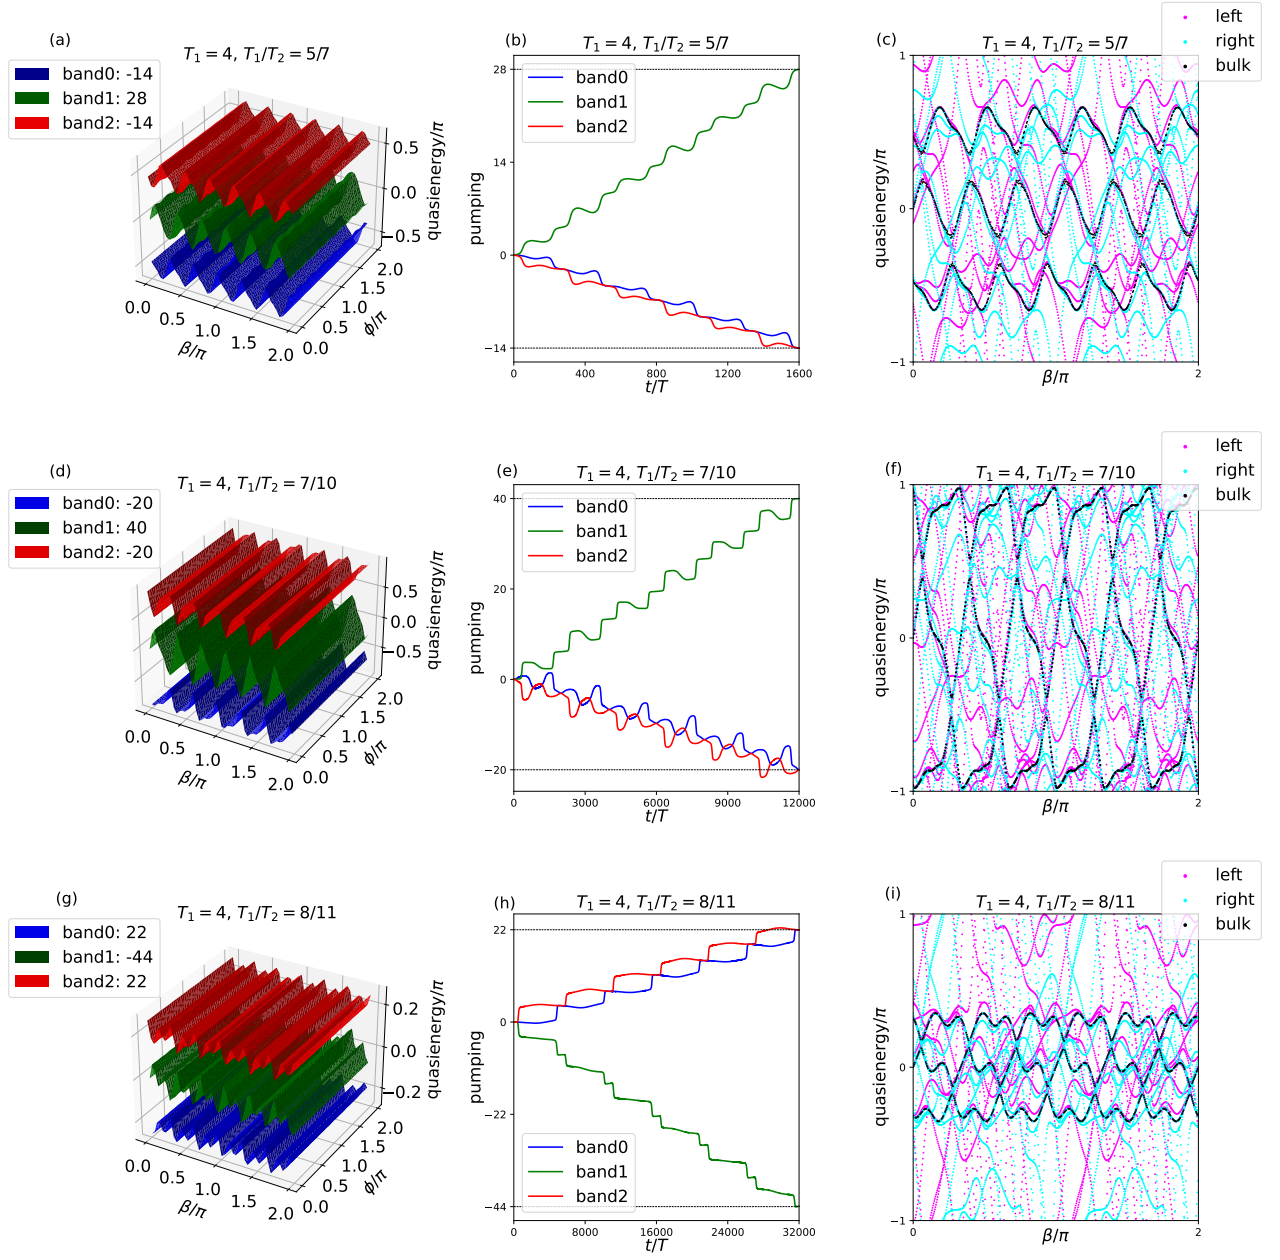 (a)
T₁ = 4, T₁/T₂ = 5/7
band0: -14
band1: 28
band2: -14
0.5
0.0
−0.5
quasienergy/π
0.0
0.5
1.0
1.5
2.0
β/π
0.0
0.5
1.0
1.5
2.0
ϕ/π
(b)
T₁ = 4, T₁/T₂ = 5/7
band0
band1
band2
28
14
0
−14
pumping
0
400
800
1200
1600
t/T
(c)
T₁ = 4, T₁/T₂ = 5/7
left
right
bulk
1
0
−1
quasienergy/π
0
2
β/π
(d)
T₁ = 4, T₁/T₂ = 7/10
band0: -20
band1: 40
band2: -20
0.5
0.0
−0.5
quasienergy/π
0.0
0.5
1.0
1.5
2.0
β/π
0.0
0.5
1.0
1.5
2.0
ϕ/π
(e)
T₁ = 4, T₁/T₂ = 7/10
band0
band1
band2
40
20
0
−20
pumping
0
3000
6000
9000
12000
t/T
(f)
T₁ = 4, T₁/T₂ = 7/10
left
right
bulk
1
0
−1
quasienergy/π
0
2
β/π
(g)
T₁ = 4, T₁/T₂ = 8/11
band0: 22
band1: -44
band2: 22
0.2
0.0
−0.2
quasienergy/π
0.0
0.5
1.0
1.5
2.0
β/π
0.0
0.5
1.0
1.5
2.0
ϕ/π
(h)
T₁ = 4, T₁/T₂ = 8/11
band0
band1
band2
22
0
−22
−44
pumping
0
8000
16000
24000
32000
t/T
(i)
T₁ = 4, T₁/T₂ = 8/11
left
right
bulk
1
0
−1
quasienergy/π
0
2
β/π